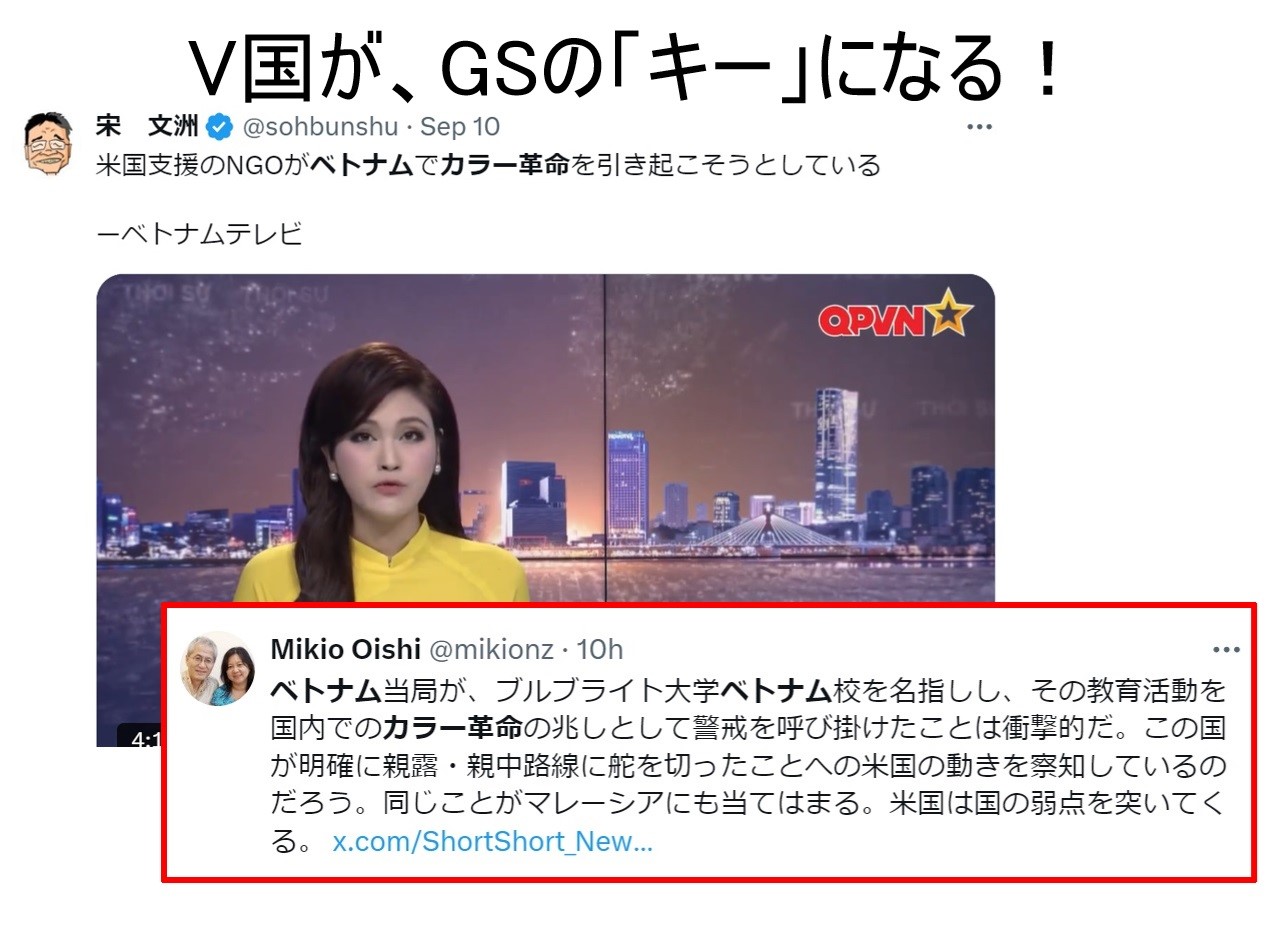 V国が、GSの「キー」になる！
宋　文洲 @sohbunshu · Sep 10
米国支援のNGOがベトナムでカラー革命を引き起こそうとしている
ーベトナムテレビ
THỜI SỰ THỜI SỰ NEWS NEWS
QPVN
THỜI SỰ THỜI SỰ
Mikio Oishi @mikionz · 10h
ベトナム当局が、ブルブライト大学ベトナム校を名指しし、その教育活動を
国内でのカラー革命の兆しとして警戒を呼び掛けたことは衝撃的だ。この国
が明確に親露・親中路線に舵を切ったことへの米国の動きを察知しているの
だろう。同じことがマレーシアにも当てはまる。米国は国の弱点を突いてく
る。 x.com/ShortShort_New…
4:1